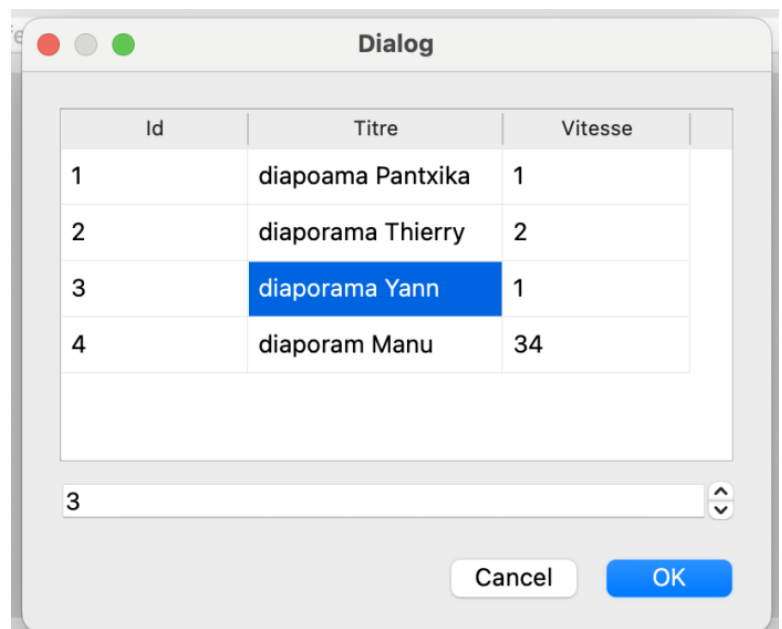 Dialog
Id Titre Vitesse
1 diapoama Pantxika 1
2 diaporama Thierry 2
3 diaporama Yann 1
4 diaporam Manu 34
3
Cancel OK